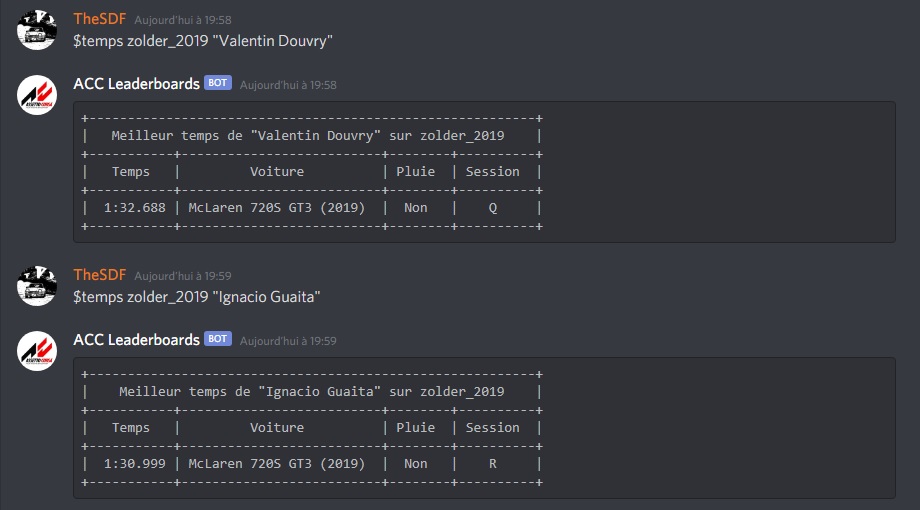 TheSDF Aujourd'hui à 19:58
$temps zolder_2019 "Valentin Douvry"
ACC Leaderboards BOT Aujourd'hui à 19:58
+----------------------------------------------------------+
|   Meilleur temps de "Valentin Douvry" sur zolder_2019    |
+-----------+--------------------------+--------+----------+
|   Temps   |         Voiture          | Pluie  | Session  |
+-----------+--------------------------+--------+----------+
|  1:32.688 | McLaren 720S GT3 (2019)  |  Non   |    Q     |
+-----------+--------------------------+--------+----------+
TheSDF Aujourd'hui à 19:59
$temps zolder_2019 "Ignacio Guaita"
ACC Leaderboards BOT Aujourd'hui à 19:59
+----------------------------------------------------------+
|    Meilleur temps de "Ignacio Guaita" sur zolder_2019    |
+-----------+--------------------------+--------+----------+
|   Temps   |         Voiture          | Pluie  | Session  |
+-----------+--------------------------+--------+----------+
|  1:30.999 | McLaren 720S GT3 (2019)  |  Non   |    R     |
+-----------+--------------------------+--------+----------+